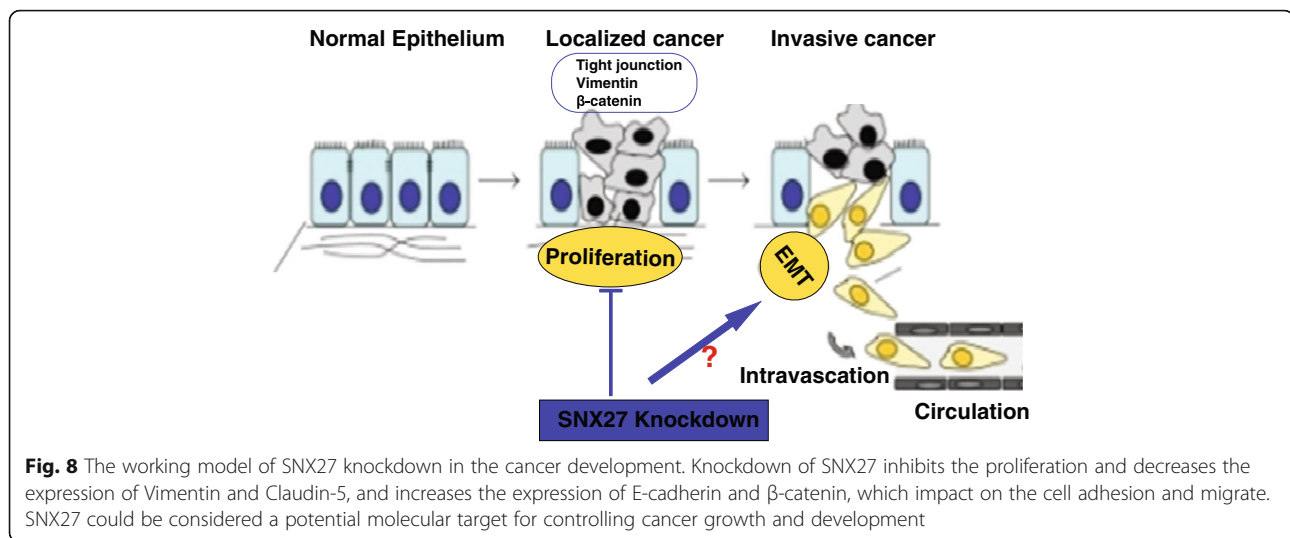 Normal Epithelium
Localized cancer
Invasive cancer
Tight jounction
Vimentin
β-catenin
Proliferation
EMT
?
Intravascation
Circulation
SNX27 Knockdown
Fig. 8 The working model of SNX27 knockdown in the cancer development. Knockdown of SNX27 inhibits the proliferation and decreases the
expression of Vimentin and Claudin-5, and increases the expression of E-cadherin and β-catenin, which impact on the cell adhesion and migrate.
SNX27 could be considered a potential molecular target for controlling cancer growth and development